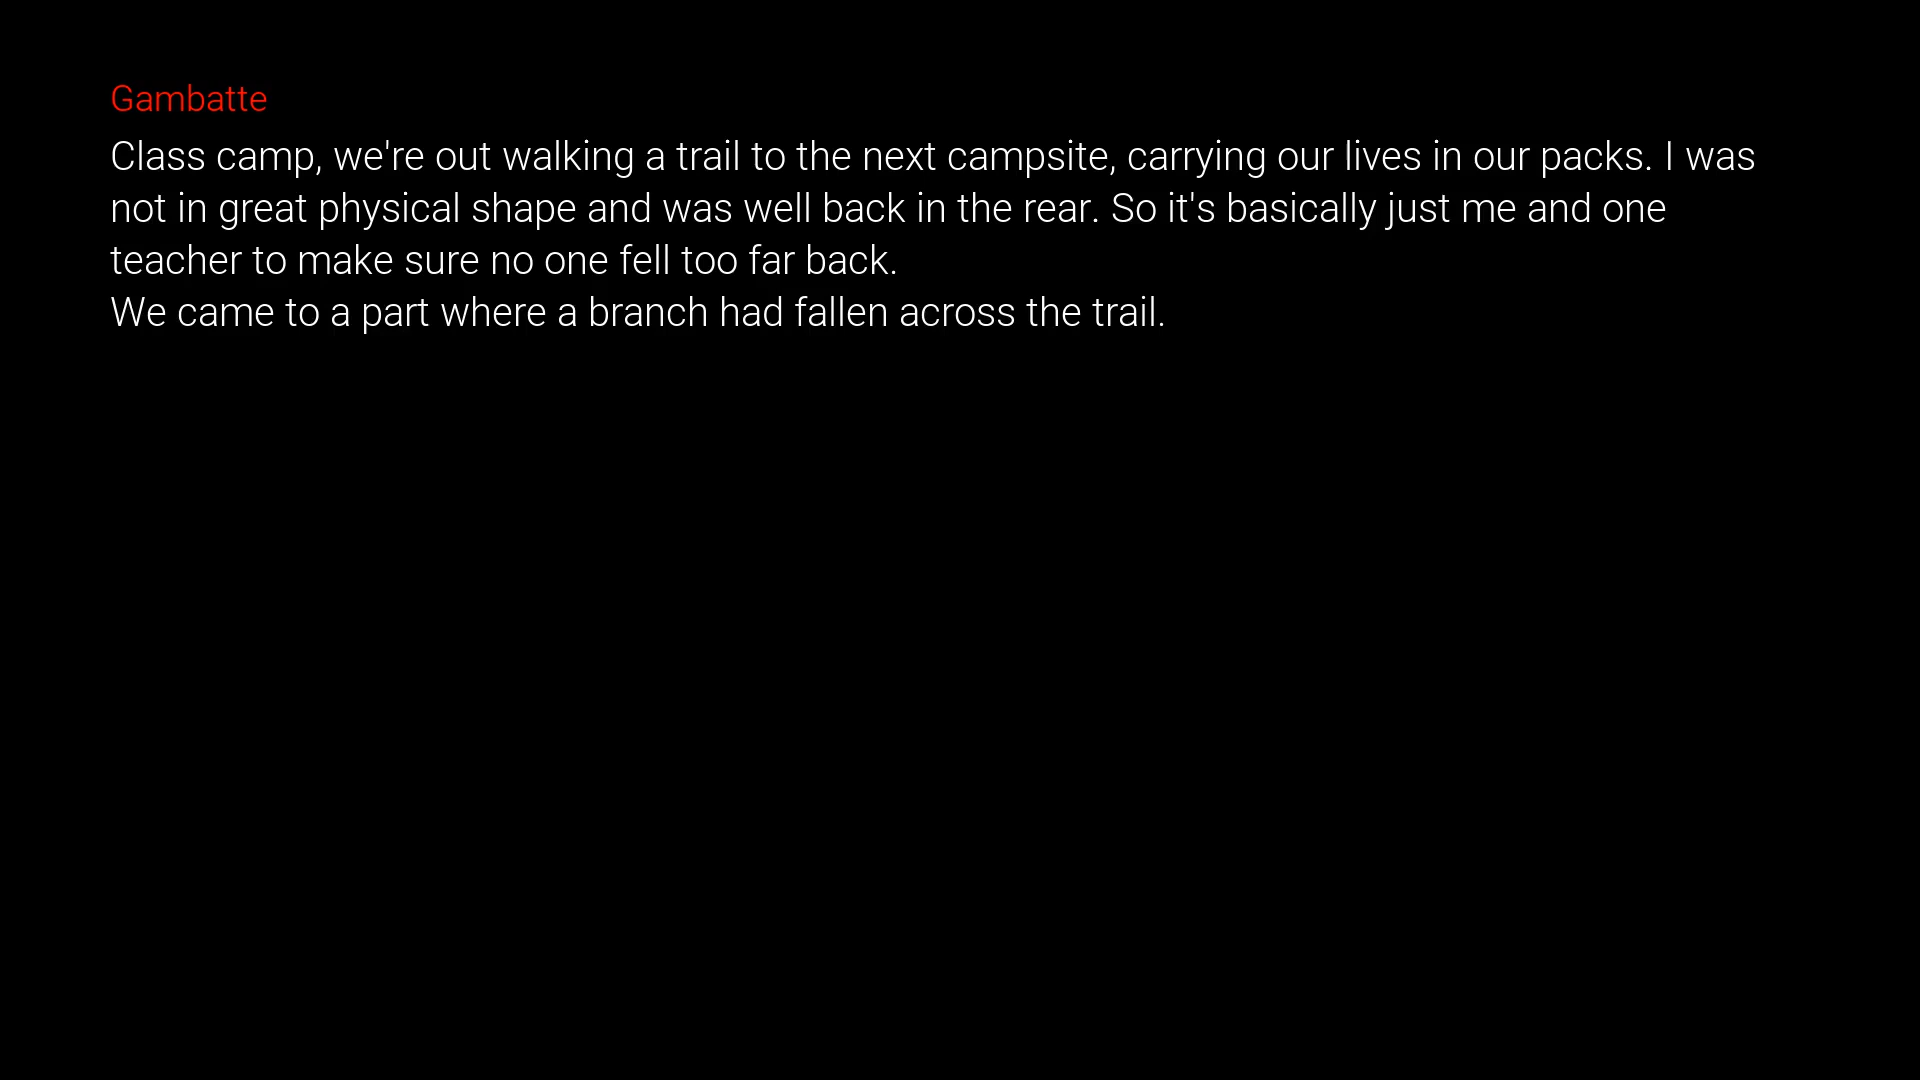 Gambatte
Class camp, we're out walking a trail to the next campsite, carrying our lives in our packs. I was
not in great physical shape and was well back in the rear. So it's basically just me and one
teacher to make sure no one fell too far back.
We came to a part where a branch had fallen across the trail.